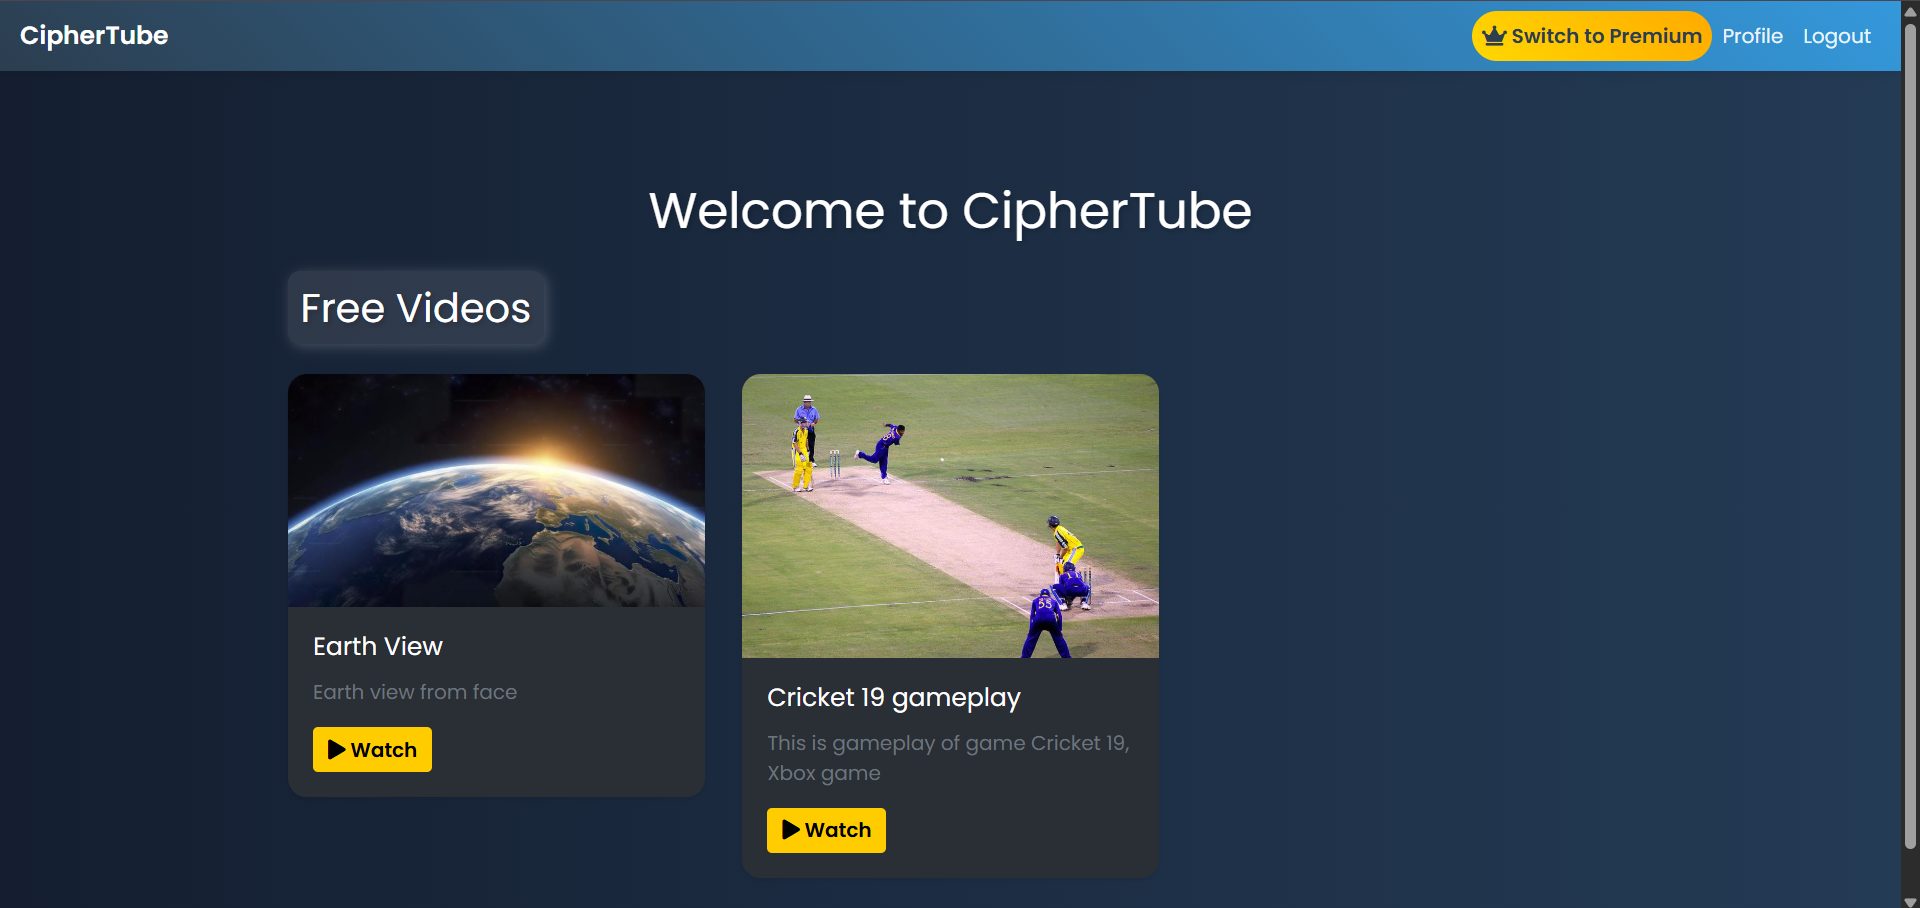 CipherTube
Switch to Premium
Profile
Logout
Welcome to CipherTube
Free Videos
Earth View
Earth view from face
Watch
55
Cricket 19 gameplay
This is gameplay of game Cricket 19,
Xbox game
Watch